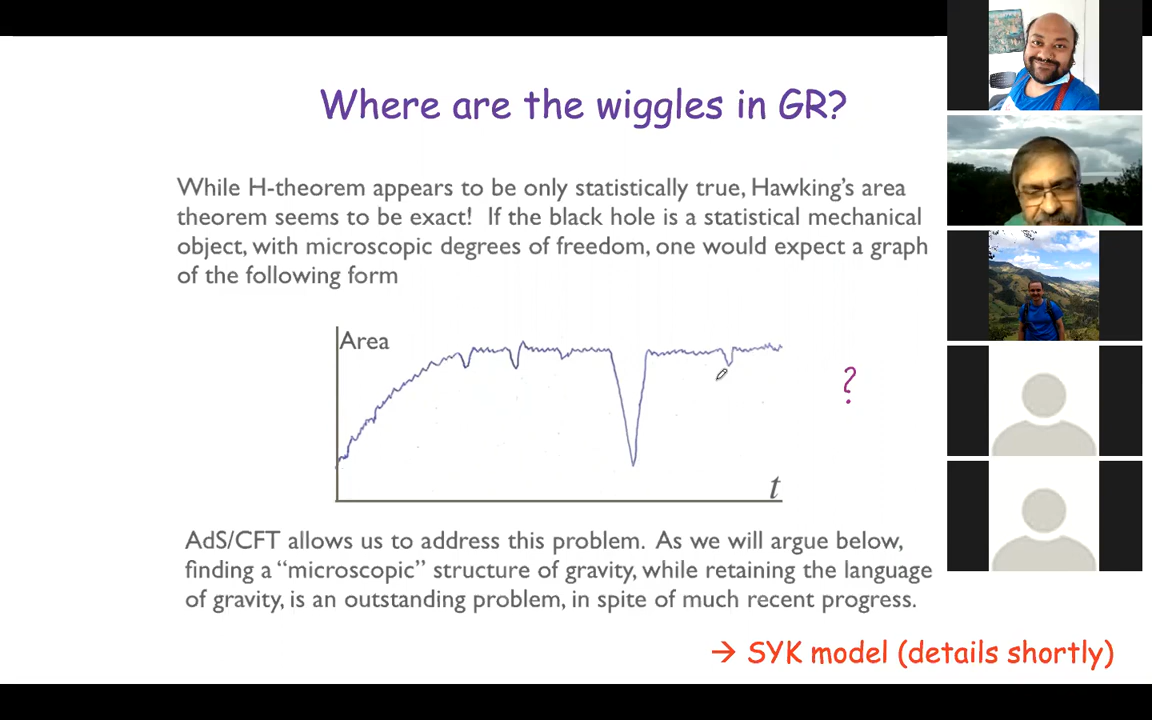 Where are the wiggles in GR?
While H-theorem appears to be only statistically true, Hawking's area
theorem seems to be exact!  If the black hole is a statistical mechanical
object, with microscopic degrees of freedom, one would expect a graph
of the following form
Area
?
t
AdS/CFT allows us to address this problem.  As we will argue below,
finding a “microscopic” structure of gravity, while retaining the language
of gravity, is an outstanding problem, in spite of much recent progress.
→ SYK model (details shortly)